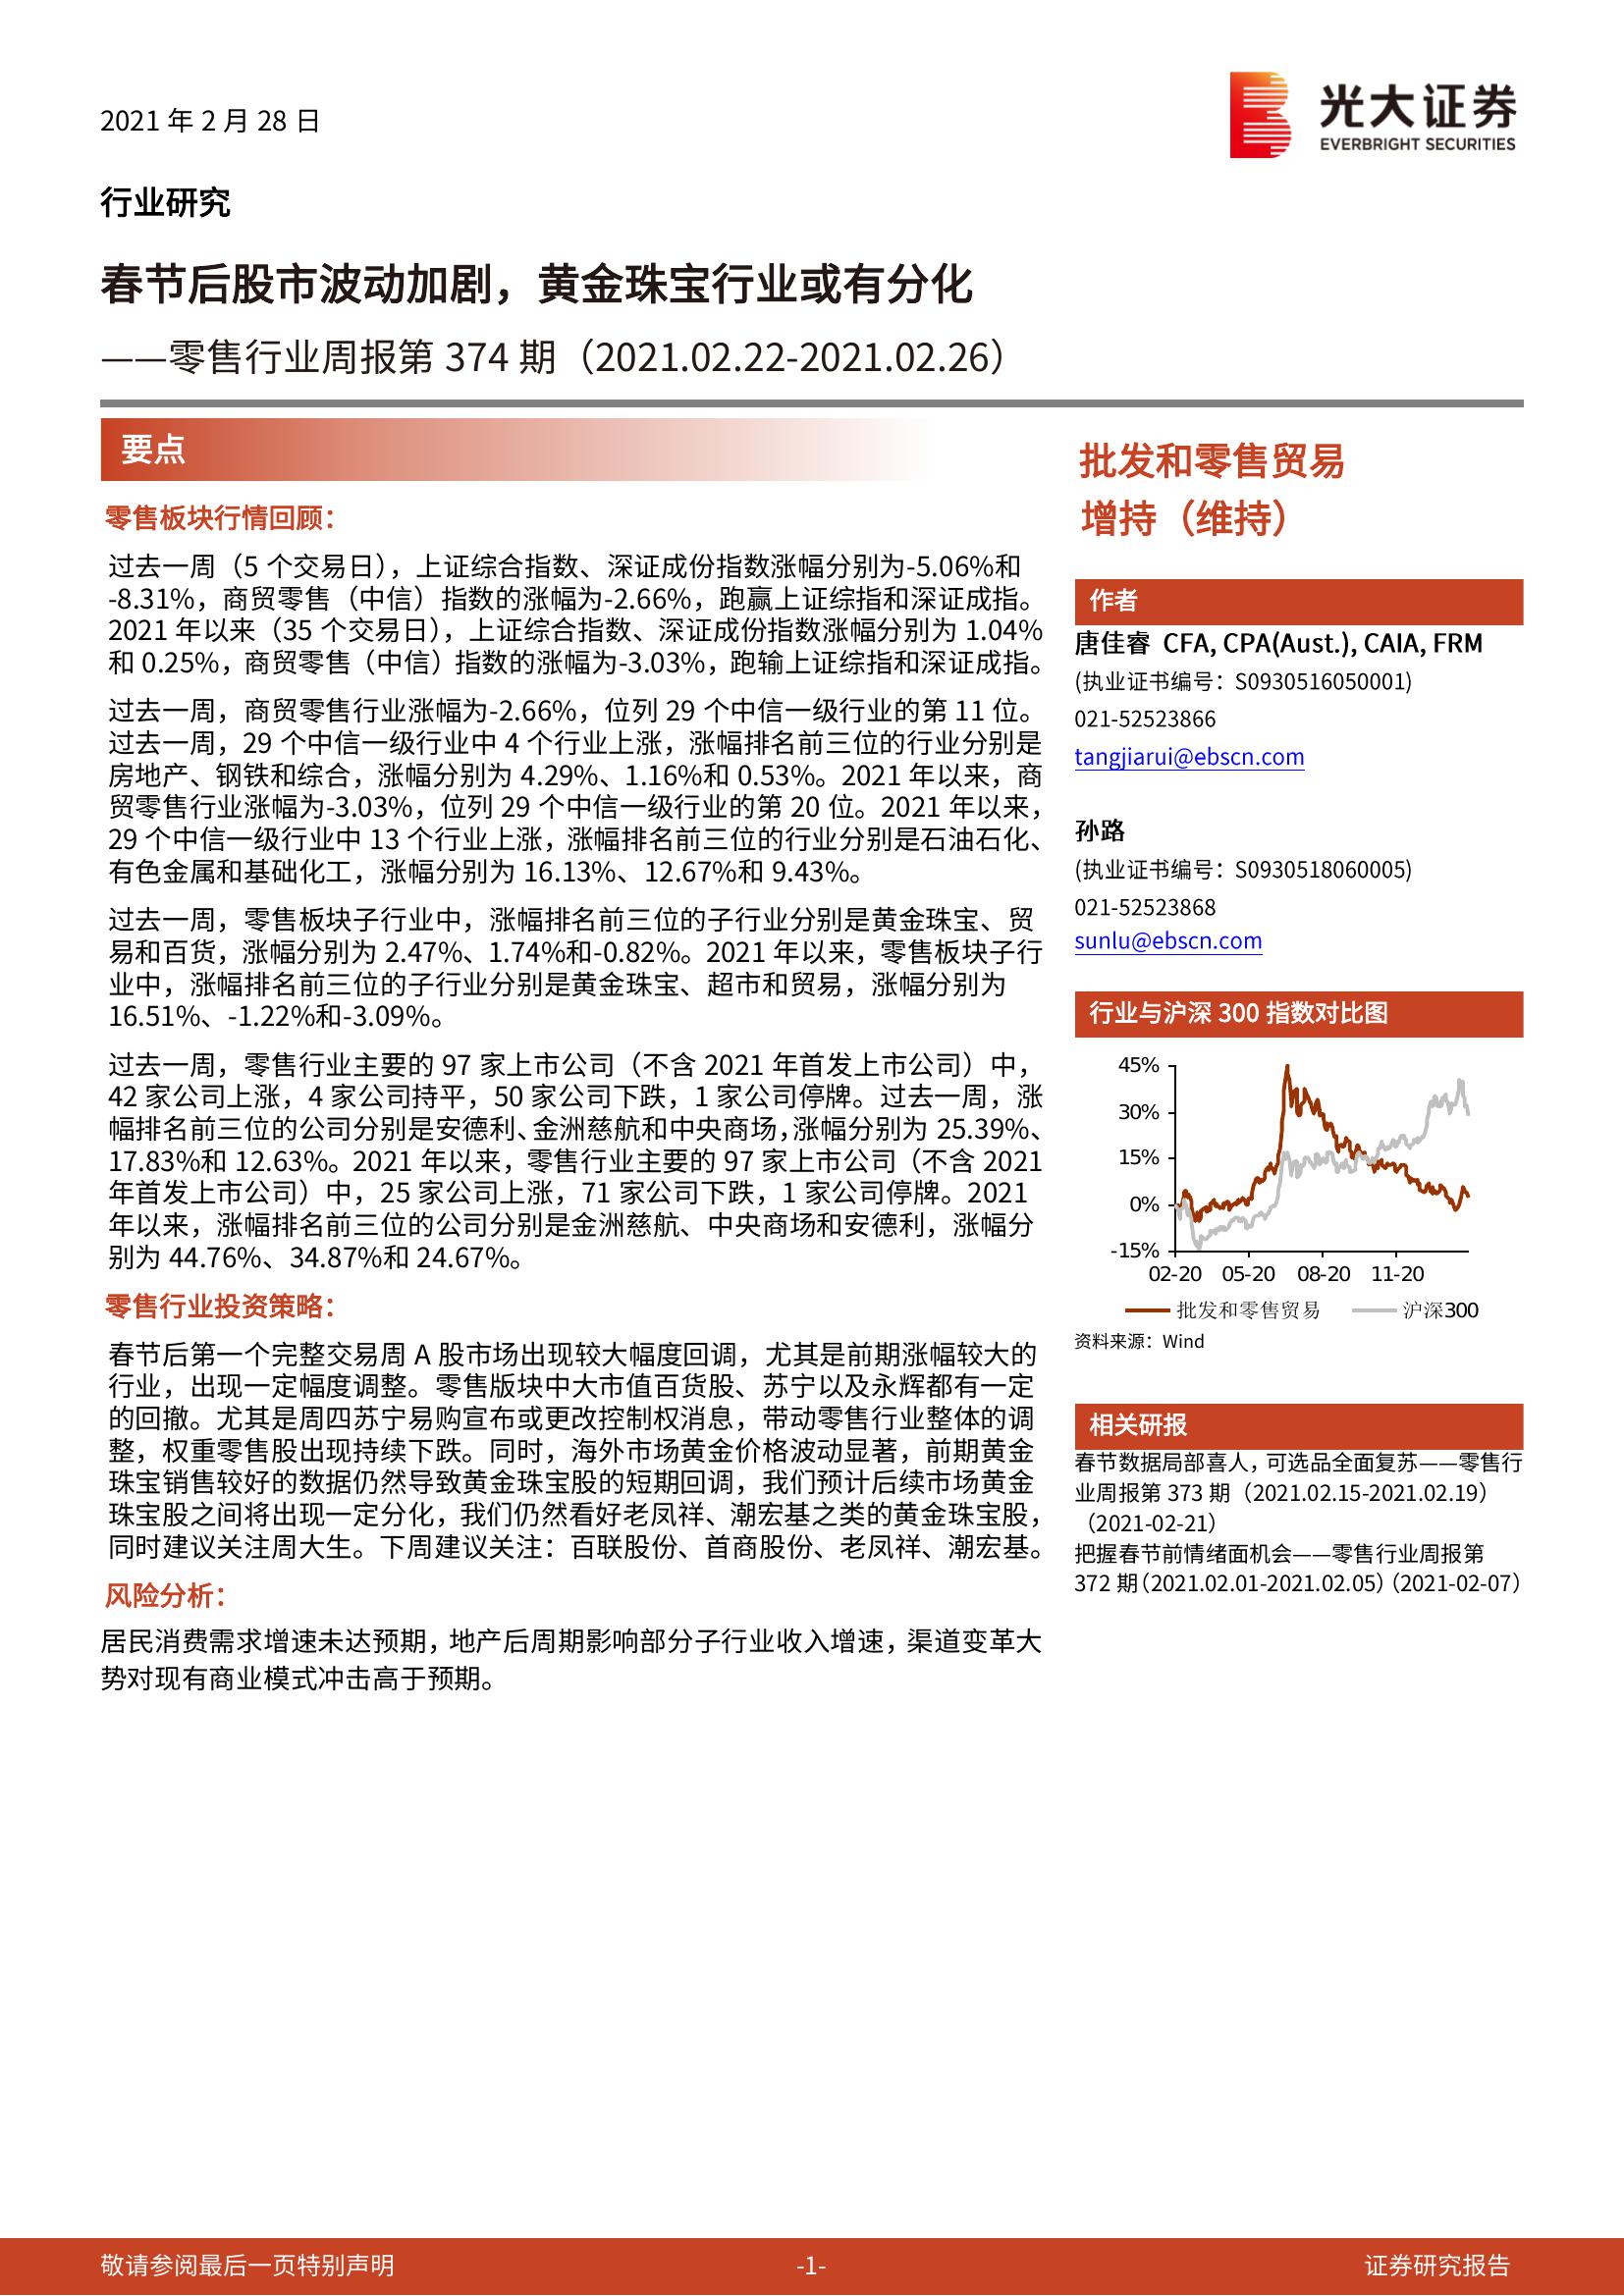 2021 年 2 月 28 日
光大证券
EVERBRIGHT SECURITIES
行业研究
春节后股市波动加剧，黄金珠宝行业或有分化
——零售行业周报第 374 期（2021.02.22-2021.02.26）
要点
零售板块行情回顾：
过去一周（5 个交易日），上证综合指数、深证成份指数涨幅分别为-5.06%和
-8.31%，商贸零售（中信）指数的涨幅为-2.66%，跑赢上证综指和深证成指。
2021 年以来（35 个交易日），上证综合指数、深证成份指数涨幅分别为 1.04%
和 0.25%，商贸零售（中信）指数的涨幅为-3.03%，跑输上证综指和深证成指。
过去一周，商贸零售行业涨幅为-2.66%，位列 29 个中信一级行业的第 11 位。
过去一周，29 个中信一级行业中 4 个行业上涨，涨幅排名前三位的行业分别是
房地产、钢铁和综合，涨幅分别为 4.29%、1.16%和 0.53%。2021 年以来，商
贸零售行业涨幅为-3.03%，位列 29 个中信一级行业的第 20 位。2021 年以来，
29 个中信一级行业中 13 个行业上涨，涨幅排名前三位的行业分别是石油石化、
有色金属和基础化工，涨幅分别为 16.13%、12.67%和 9.43%。
过去一周，零售板块子行业中，涨幅排名前三位的子行业分别是黄金珠宝、贸
易和百货，涨幅分别为 2.47%、1.74%和-0.82%。2021 年以来，零售板块子行
业中，涨幅排名前三位的子行业分别是黄金珠宝、超市和贸易，涨幅分别为
16.51%、-1.22%和-3.09%。
过去一周，零售行业主要的 97 家上市公司（不含 2021 年首发上市公司）中，
42 家公司上涨，4 家公司持平，50 家公司下跌，1 家公司停牌。过去一周，涨
幅排名前三位的公司分别是安德利、金洲慈航和中央商场，涨幅分别为 25.39%、
17.83%和 12.63%。2021 年以来，零售行业主要的 97 家上市公司（不含 2021
年首发上市公司）中，25 家公司上涨，71 家公司下跌，1 家公司停牌。2021
年以来，涨幅排名前三位的公司分别是金洲慈航、中央商场和安德利，涨幅分
别为 44.76%、34.87%和 24.67%。
零售行业投资策略：
春节后第一个完整交易周 A 股市场出现较大幅度回调，尤其是前期涨幅较大的
行业，出现一定幅度调整。零售版块中大市值百货股、苏宁以及永辉都有一定
的回撤。尤其是周四苏宁易购宣布或更改控制权消息，带动零售行业整体的调
整，权重零售股出现持续下跌。同时，海外市场黄金价格波动显著，前期黄金
珠宝销售较好的数据仍然导致黄金珠宝股的短期回调，我们预计后续市场黄金
珠宝股之间将出现一定分化，我们仍然看好老凤祥、潮宏基之类的黄金珠宝股，
同时建议关注周大生。下周建议关注：百联股份、首商股份、老凤祥、潮宏基。
风险分析：
居民消费需求增速未达预期，地产后周期影响部分子行业收入增速，渠道变革大
势对现有商业模式冲击高于预期。
批发和零售贸易
增持（维持）
作者
唐佳睿 CFA, CPA(Aust.), CAIA, FRM
(执业证书编号：S0930516050001)
021-52523866
tangjiarui@ebscn.com
孙路
(执业证书编号：S0930518060005)
021-52523868
sunlu@ebscn.com
行业与沪深 300 指数对比图
45%
30%
15%
0%
-15%
02-20 05-20 08-20 11-20
批发和零售贸易 沪深300
资料来源：Wind
相关研报
春节数据局部喜人，可选品全面复苏——零售行
业周报第 373 期（2021.02.15-2021.02.19）
（2021-02-21）
把握春节前情绪面机会——零售行业周报第
372 期（2021.02.01-2021.02.05）（2021-02-07）
敬请参阅最后一页特别声明 -1- 证券研究报告